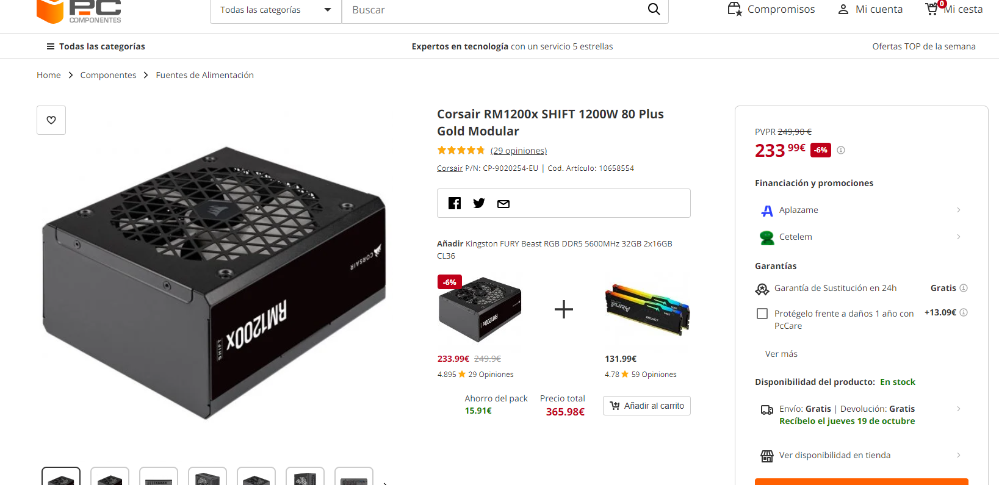 PC
COMPONENTES
Todas las categorías
Buscar
Compromisos
Mi cuenta
0
Mi cesta
Todas las categorías
Expertos en tecnología con un servicio 5 estrellas
Ofertas TOP de la semana
Home > Componentes > Fuentes de Alimentación
CORSAIR
RM1200x
SHIFT
Corsair RM1200x SHIFT 1200W 80 Plus
Gold Modular
(29 opiniones)
Corsair P/N: CP-9020254-EU | Cod. Artículo: 10658554
Añadir Kingston FURY Beast RGB DDR5 5600MHz 32GB 2x16GB
CL36
-6%
RM1200x
FURY
BEAST
233.99€ 249.9€
131.99€
4.895 29 Opiniones
4.78 59 Opiniones
Ahorro del pack
15.91€
Precio total
365.98€
Añadir al carrito
PVPR 249,90 €
233 99€ -6%
Financiación y promociones
Aplazame
Cetelem
Garantías
Garantía de Sustitución en 24h Gratis
Protégelo frente a daños 1 año con
PcCare
+13.09€
Ver más
Disponibilidad del producto: En stock
Envío: Gratis | Devolución: Gratis
Recíbelo el jueves 19 de octubre
Ver disponibilidad en tienda